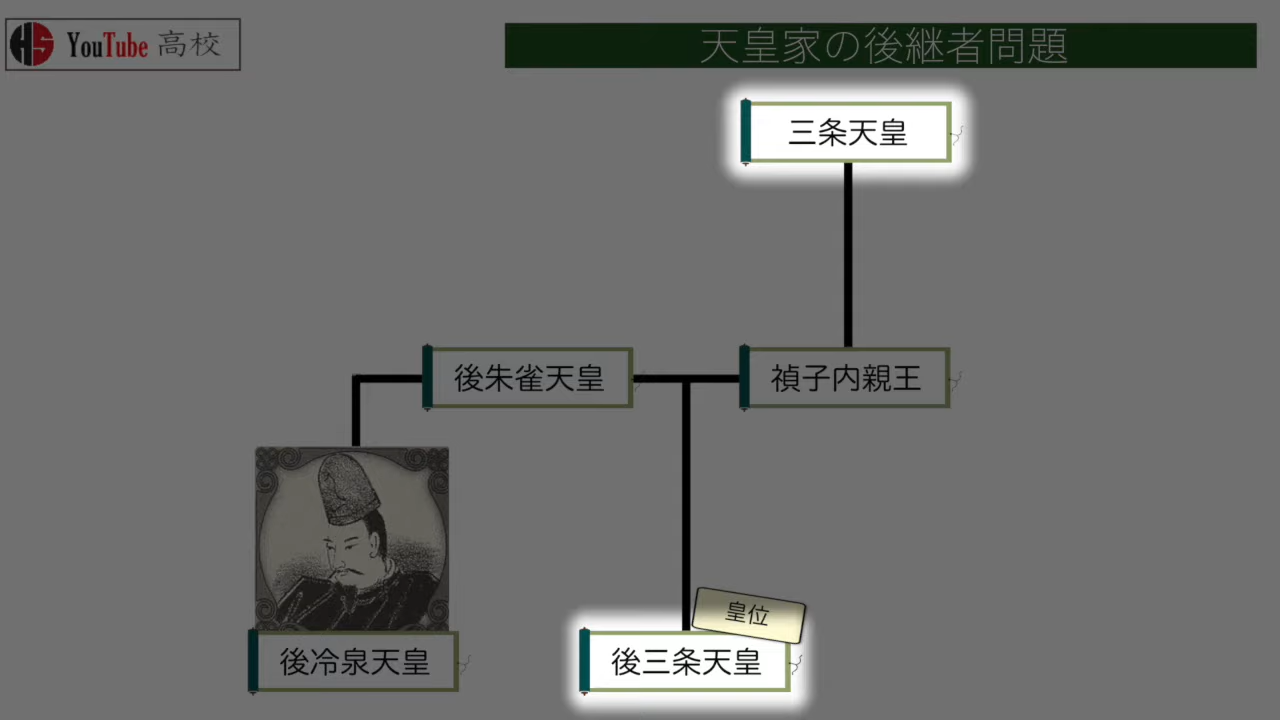 YouTube 高校
天皇家の後継者問題
三条天皇
後朱雀天皇
禎子内親王
皇位
後冷泉天皇
後三条天皇